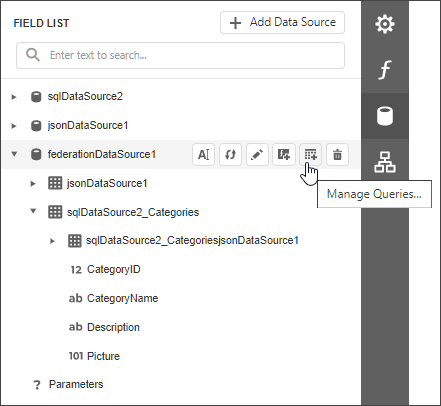 FIELD LIST
+ Add Data Source
Enter text to search...
sqlDataSource2
jsonDataSource1
federationDataSource1
jsonDataSource1
Manage Queries...
sqlDataSource2_Categories
sqlDataSource2_CategoriesjsonDataSource1
12 CategoryID
ab CategoryName
ab Description
101 Picture
? Parameters